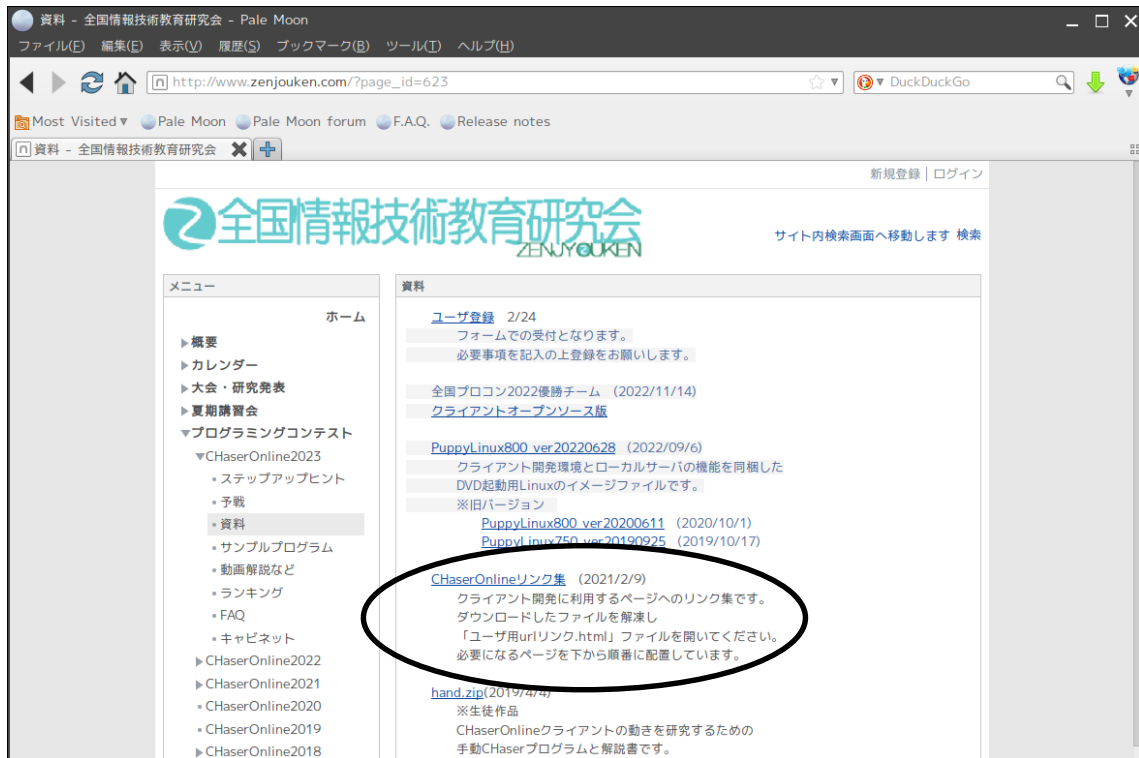 資料 - 全国情報技術教育研究会 - Pale Moon
ファイル(F) 編集(E) 表示(V) 履歴(S) ブックマーク(B) ツール(T) ヘルプ(H)
http://www.zenjouken.com/?page_id=623
DuckDuckGo
Most Visited Pale Moon Pale Moon forum F.A.Q. Release notes
資料 - 全国情報技術教育研究会
新規登録 | ログイン
全国情報技術教育研究会
ZENJYOUKEN
サイト内検索画面へ移動します 検索
メニュー
ホーム
概要
カレンダー
大会・研究発表
夏期講習会
プログラミングコンテスト
CHaserOnline2023
ステップアップヒント
予戦
資料
サンプルプログラム
動画解説など
ランキング
FAQ
キャビネット
CHaserOnline2022
CHaserOnline2021
CHaserOnline2020
CHaserOnline2019
CHaserOnline2018
資料
ユーザ登録 2/24
フォームでの受付となります。
必要事項を記入の上登録をお願いします。
全国プロコン2022優勝チーム (2022/11/14)
クライアントオープンソース版
PuppyLinux800_ver20220628 (2022/09/6)
クライアント開発環境とローカルサーバの機能を同梱した
DVD起動用Linuxのイメージファイルです。
※旧バージョン
PuppyLinux800_ver20200611 (2020/10/1)
PuppyLinux750_ver20190925 (2019/10/17)
CHaserOnlineリンク集 (2021/2/9)
クライアント開発に利用するページへのリンク集です。
ダウンロードしたファイルを解凍し
「ユーザ用urlリンク.html」ファイルを開いてください。
必要になるページを下から順番に配置しています。
hand.zip(2019/4/4)
※生徒作品
CHaserOnlineクライアントの動きを研究するための
手動CHaserプログラムと解説書です。